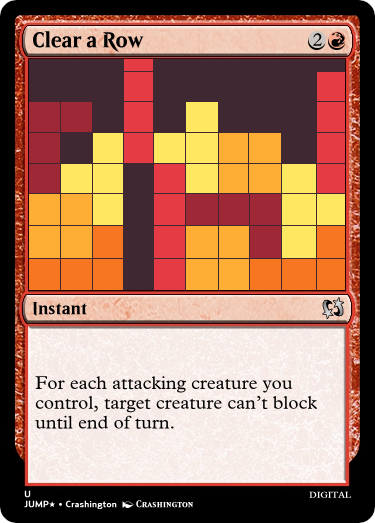 Clear a Row 2
Instant
For each attacking creature you
control, target creature can’t block
until end of turn.
U
JUMP★ • Crashington CRASHINGTON
DIGITAL